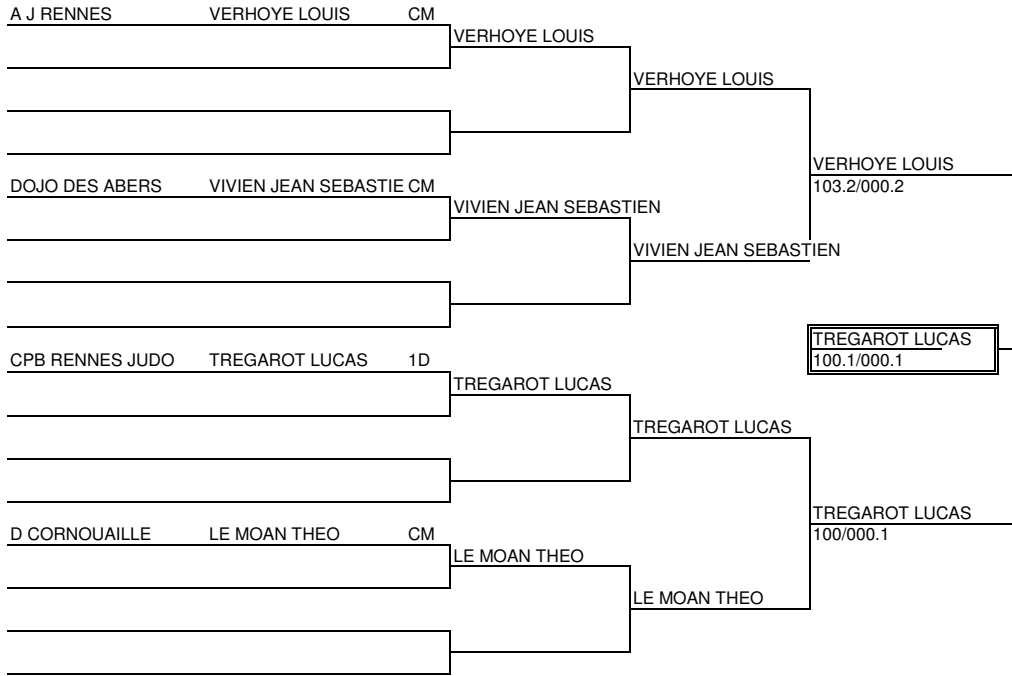 A J RENNES VERHOYE LOUIS CM
VERHOYE LOUIS
VERHOYE LOUIS
VERHOYE LOUIS
103.2/000.2
DOJO DES ABERS VIVIEN JEAN SEBASTIE CM
VIVIEN JEAN SEBASTIEN
VIVIEN JEAN SEBASTIEN
TREGAROT LUCAS
100.1/000.1
CPB RENNES JUDO TREGAROT LUCAS 1D
TREGAROT LUCAS
TREGAROT LUCAS
TREGAROT LUCAS
100/000.1
D CORNOUAILLE LE MOAN THEO CM
LE MOAN THEO
LE MOAN THEO